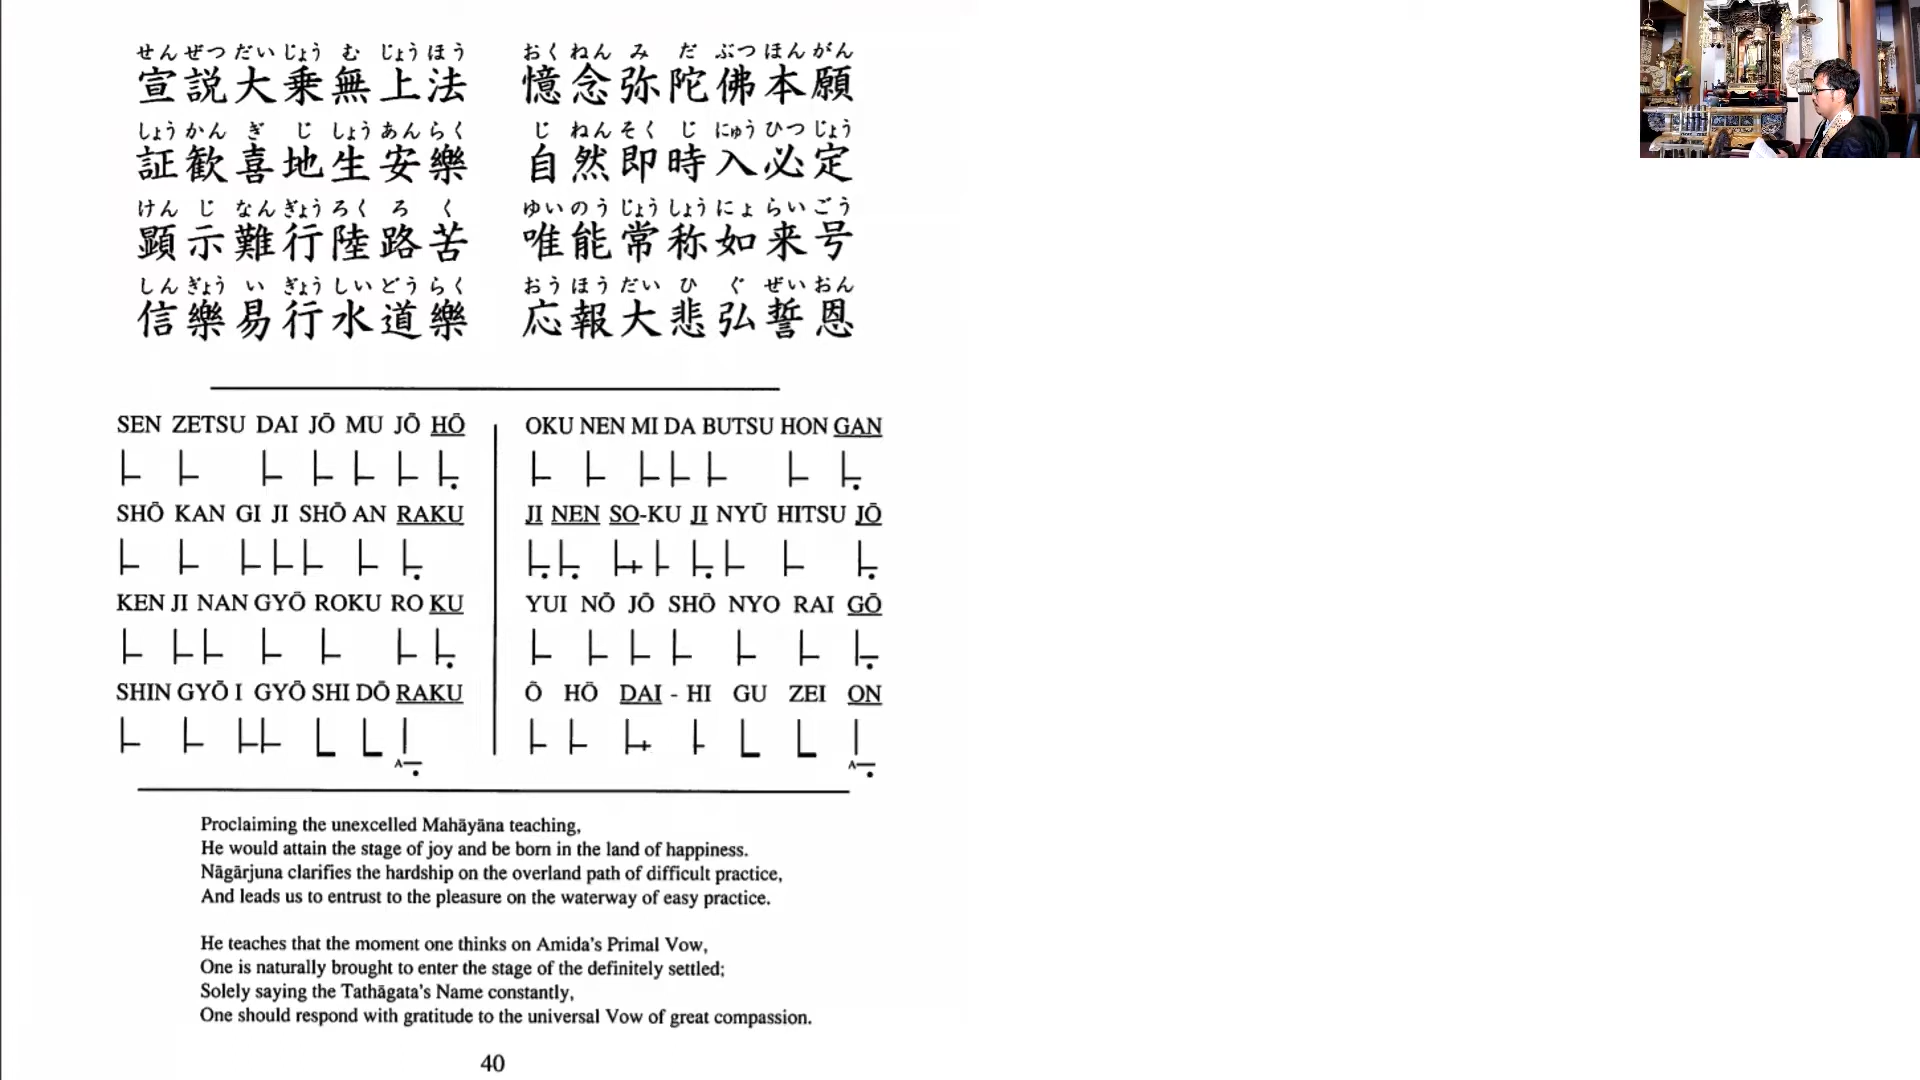 せんぜつだいじょうむじょうほう
宣説大乗無上法
しょうかんぎじしょうあんらく
証歓喜地生安樂
けんじなんぎょうろくろく
顕示難行陸路苦
しんぎょういぎょうしいどうらく
信樂易行水道樂
おくねんみだぶつほんがん
憶念弥陀佛本願
じねんそくじにゅうひつじょう
自然即時入必定
ゆいのうじょうしょうにょらいごう
唯能常称如来号
おうほうだいひぐぜいおん
応報大悲弘誓恩
SEN ZETSU DAI JŌ MU JŌ HŌ
SHŌ KAN GI JI SHŌ AN RAKU
KEN JI NAN GYŌ ROKU RO KU
SHIN GYŌ I GYŌ SHI DŌ RAKU
A
OKU NEN MI DA BUTSU HON GAN
JI NEN SO-KU JI NYŪ HITSU JŌ
YUI NŌ JŌ SHŌ NYO RAI GŌ
Ō HŌ DAI - HI GU ZEI ON
A
Proclaiming the unexcelled Mahāyāna teaching,
He would attain the stage of joy and be born in the land of happiness.
Nāgārjuna clarifies the hardship on the overland path of difficult practice,
And leads us to entrust to the pleasure on the waterway of easy practice.
He teaches that the moment one thinks on Amida's Primal Vow,
One is naturally brought to enter the stage of the definitely settled;
Solely saying the Tathāgata's Name constantly,
One should respond with gratitude to the universal Vow of great compassion.
40